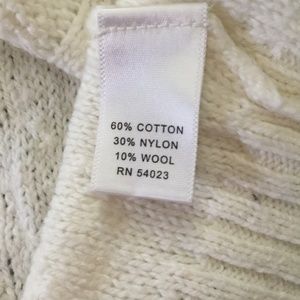 60% COTTON
30% NYLON
10% WOOL
RN 54023